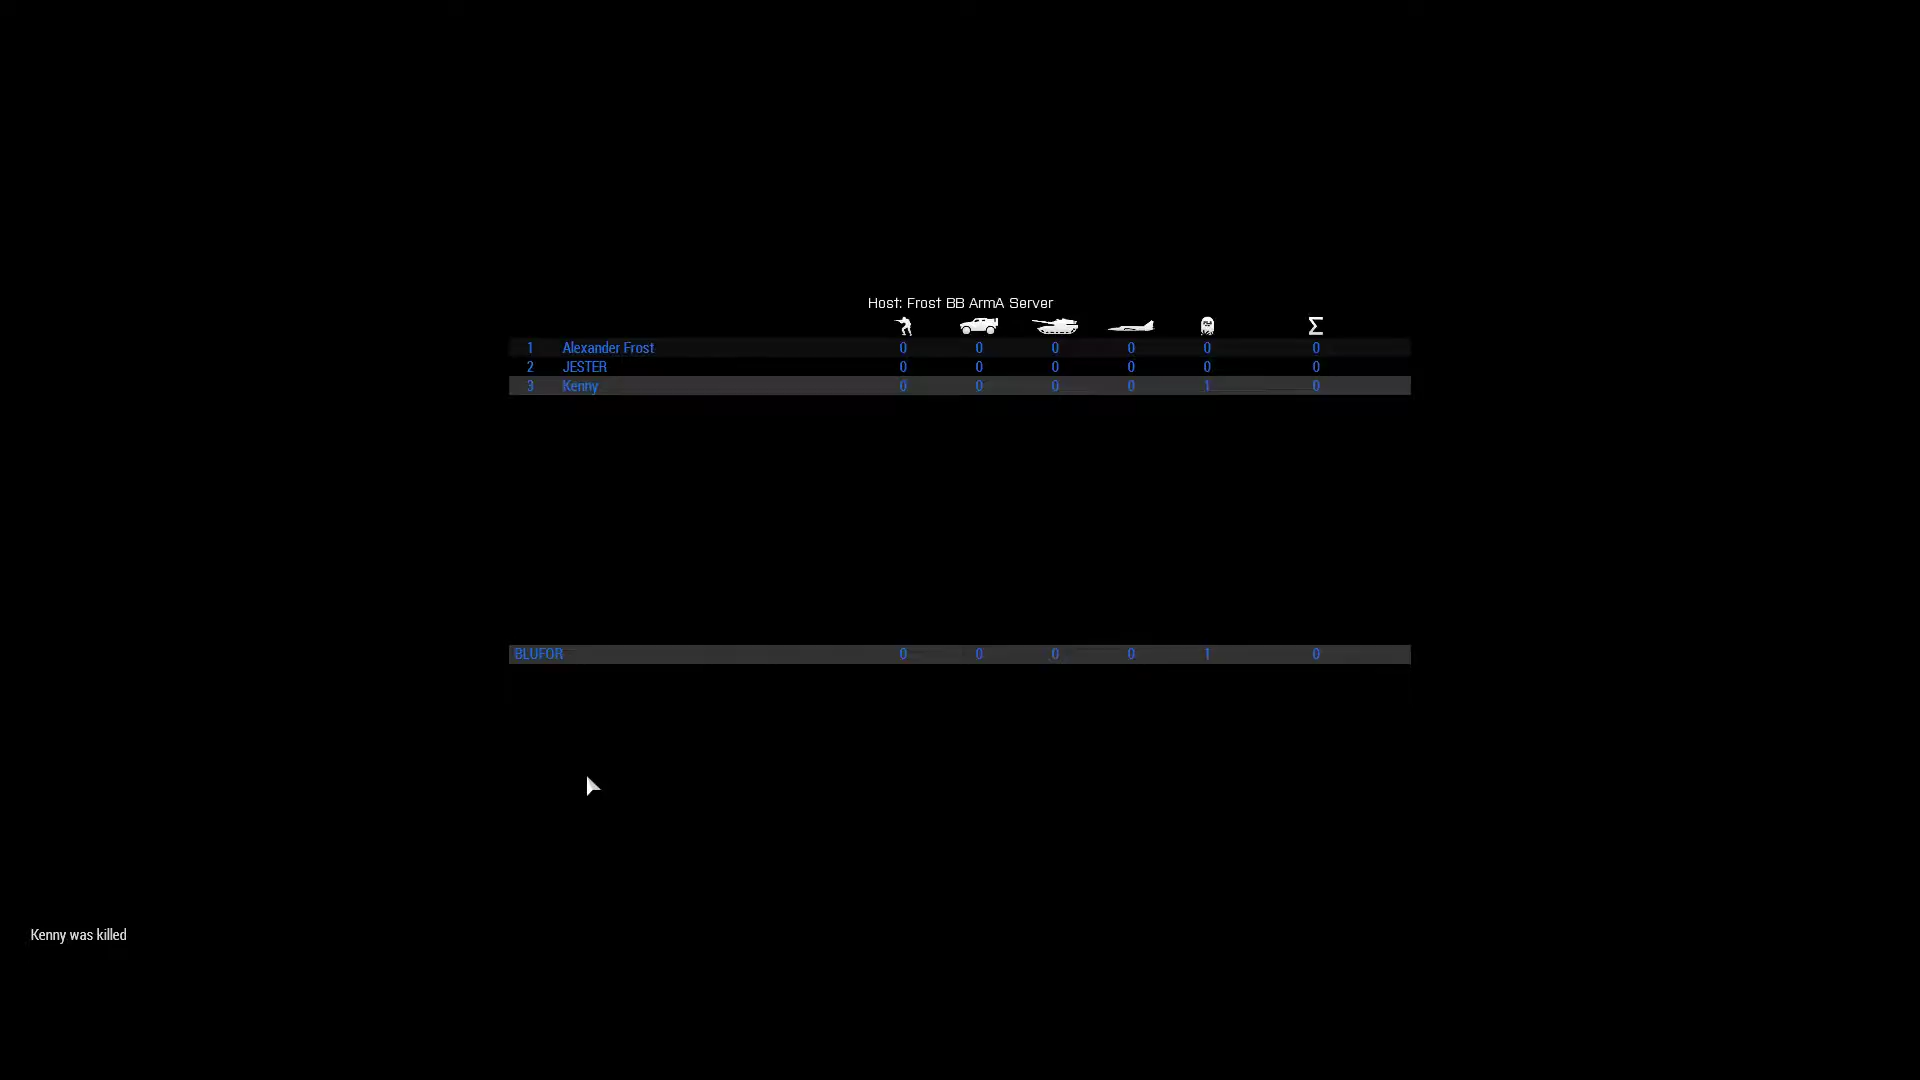 Host: Frost BB ArmA Server
Σ
1 Alexander Frost 0 0 0 0 0 0
2 JESTER 0 0 0 0 0 0
3 Kenny 0 0 0 0 1 0
BLUFOR 0 0 0 0 1 0
Kenny was killed